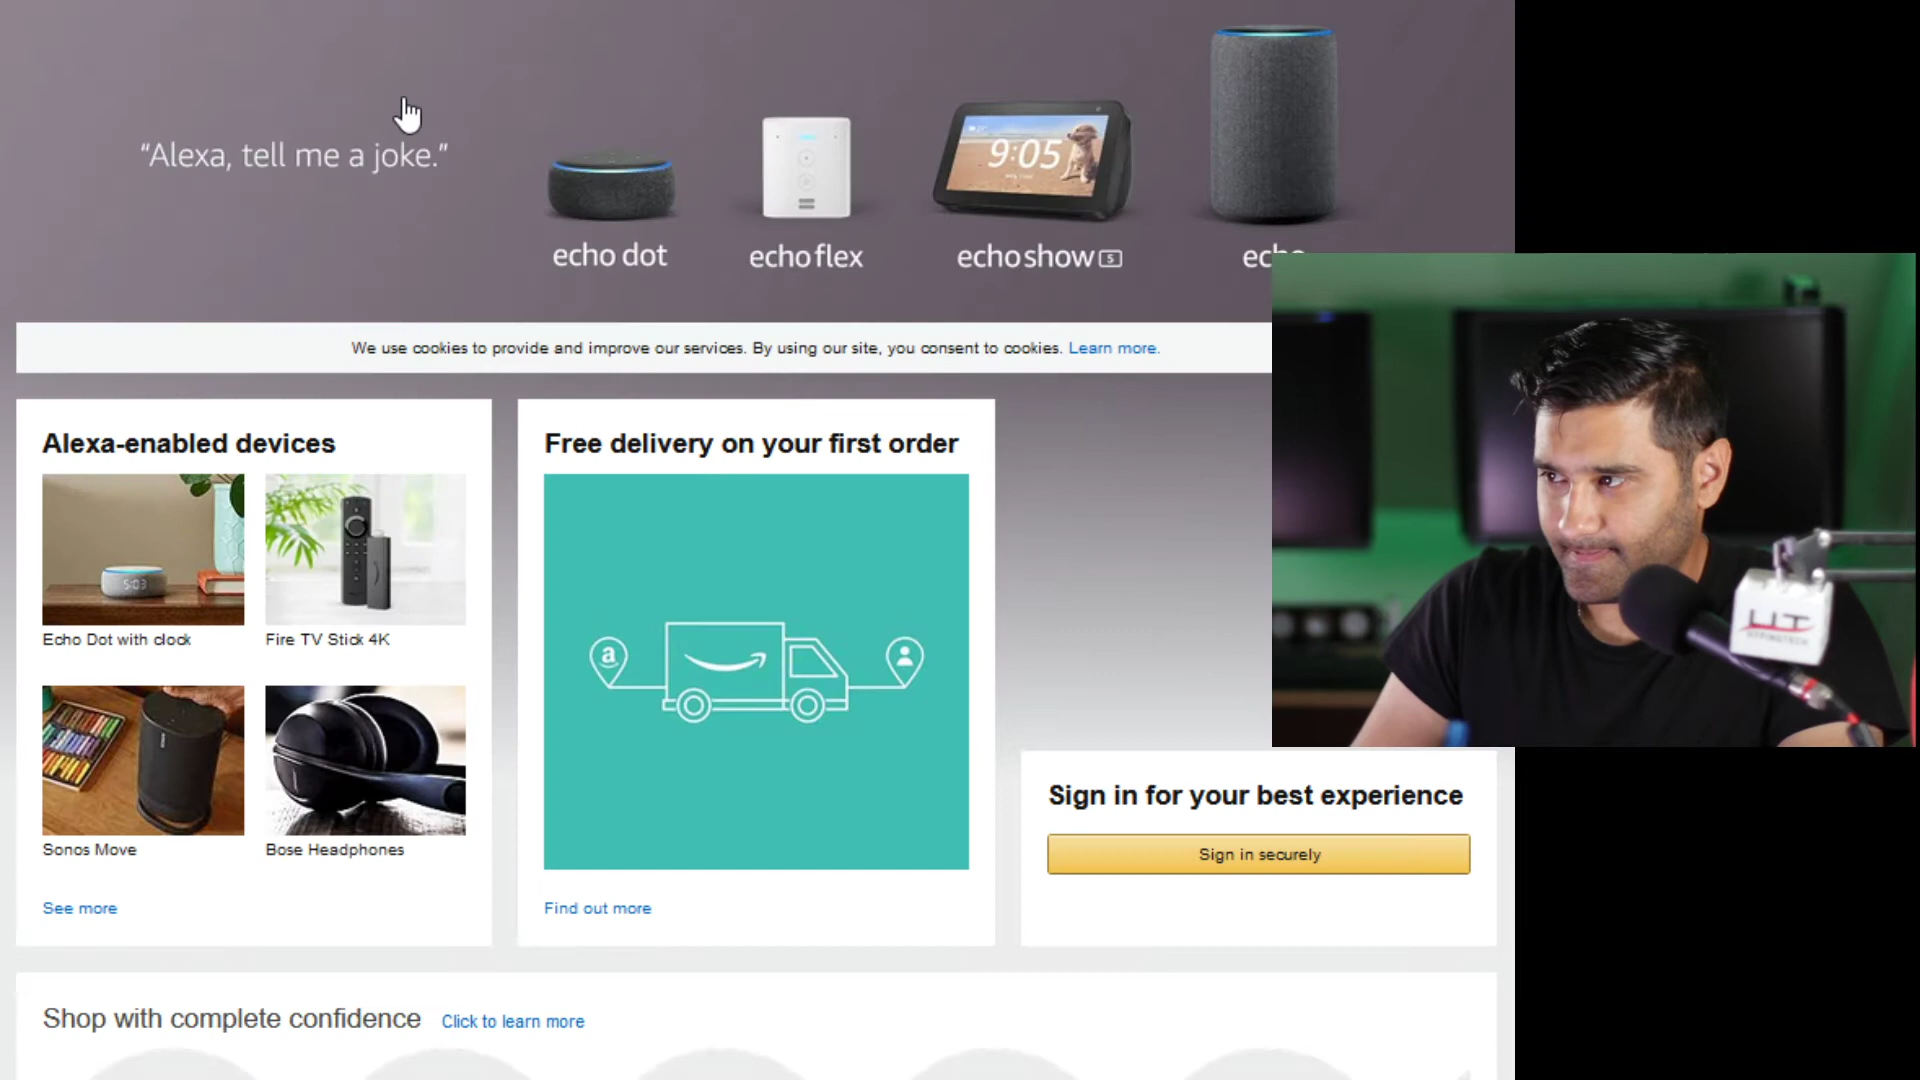 “Alexa, tell me a joke.”
9:05
echo dot
echo flex
echo show 5
echo
We use cookies to provide and improve our services. By using our site, you consent to cookies. Learn more.
Alexa-enabled devices
5:03
Echo Dot with clock
Fire TV Stick 4K
Sonos Move
Bose Headphones
See more
Free delivery on your first order
a
Find out more
Sign in for your best experience
Sign in securely
Shop with complete confidence Click to learn more